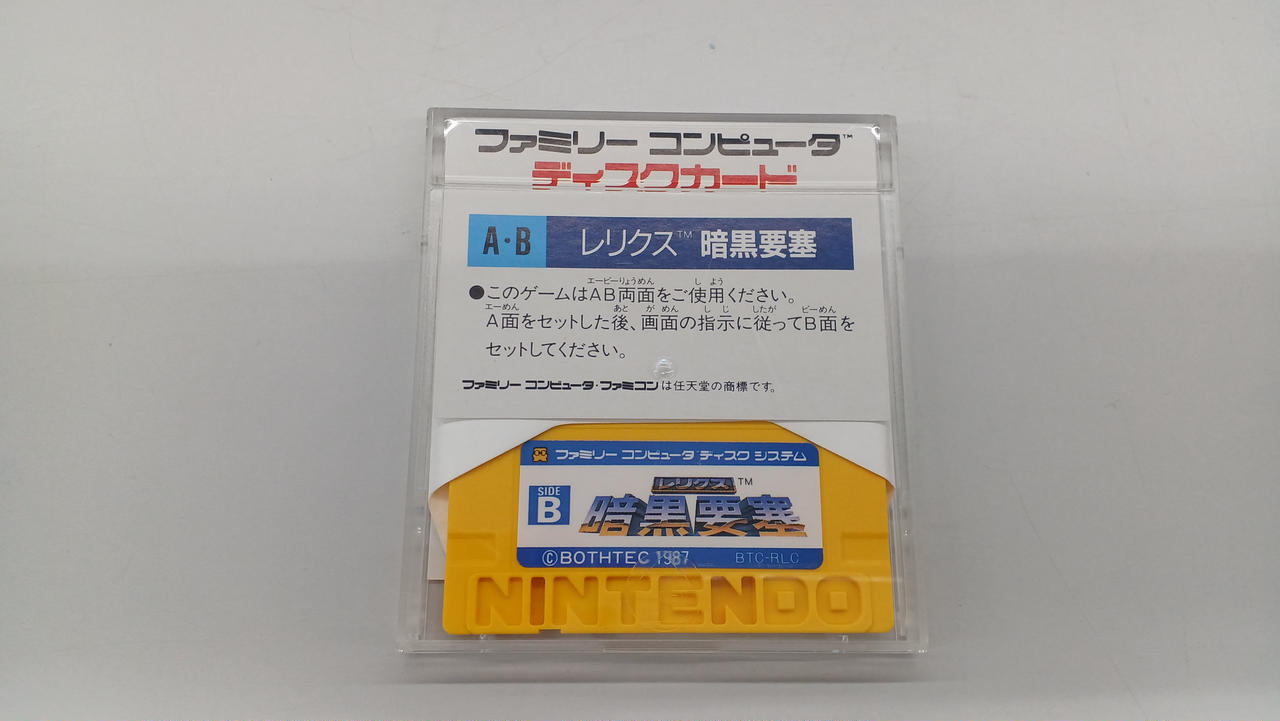 ファミリー コンピュータ™
ディスクカード
A・B レリクス™ 暗黒要塞
エービーりょうめん しよう
●このゲームはAB両面をご使用ください。
エーめん あと がめん しじ したが ビーめん
A面をセットした後、画面の指示に従ってB面を
セットしてください。
ファミリー コンピュータ・ファミコンは任天堂の商標です。
ファミリー コンピュータ ディスク システム
レリクス™
SIDE
B
暗黒要塞
©BOTHTEC 1987 BTC-RLC
NINTENDO